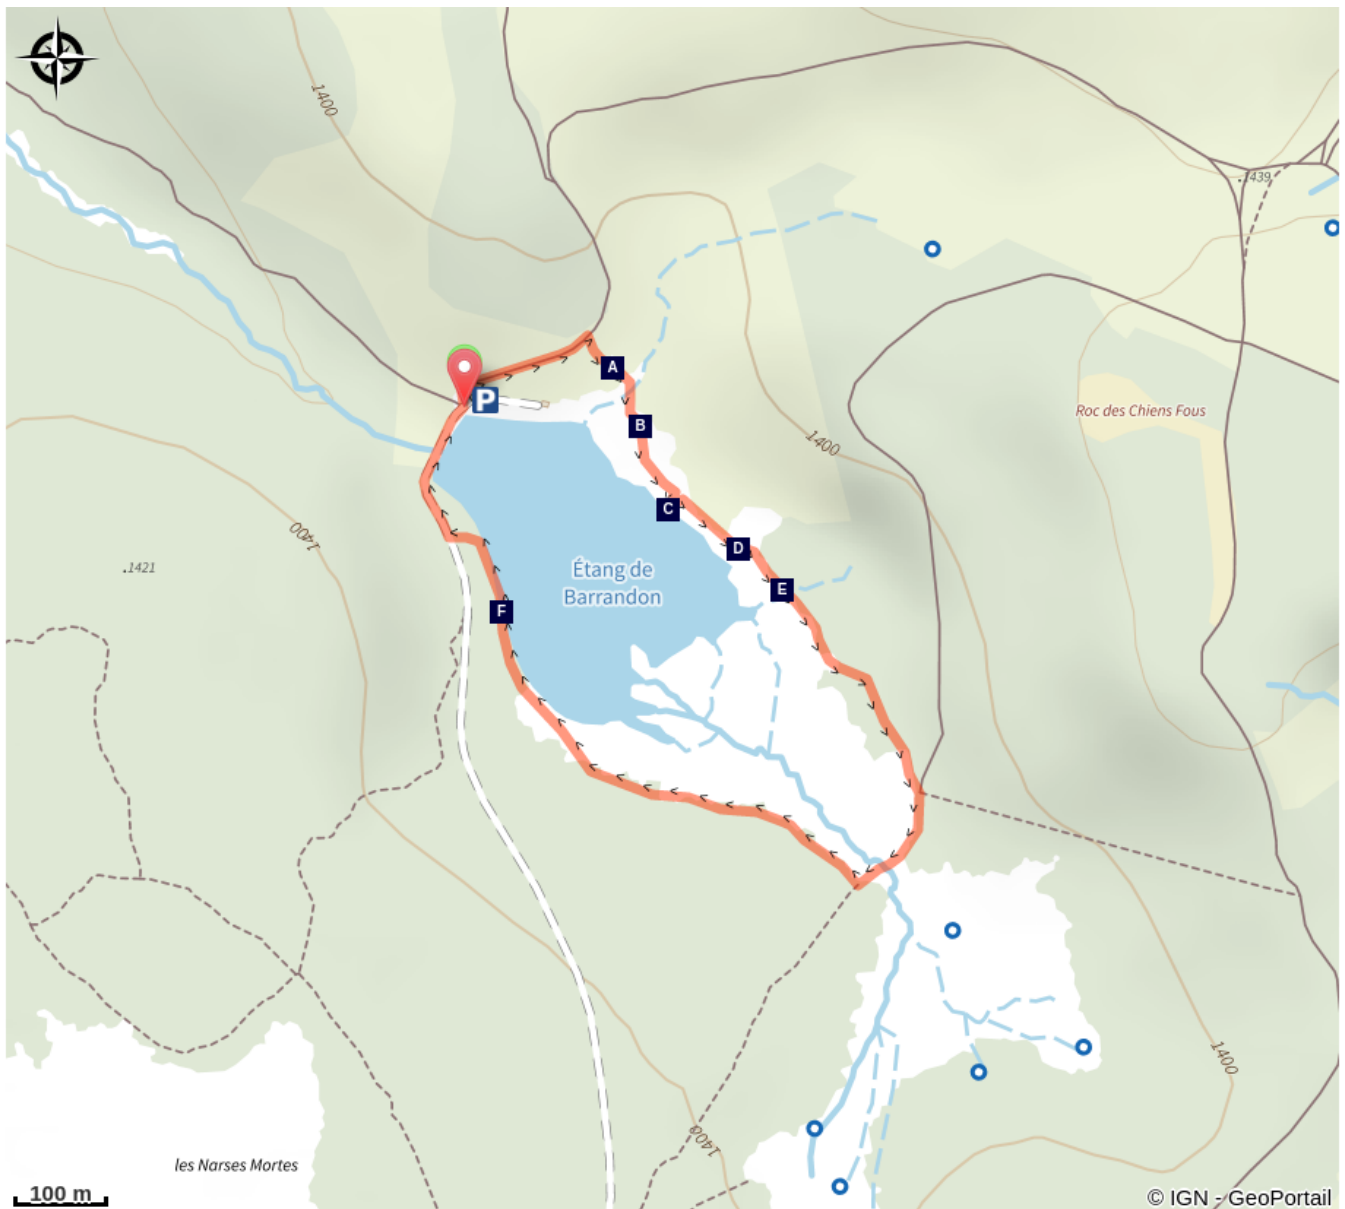 1400
.1439
A
P
B
Roc des Chiens Fous
1400
C
1400
D
.1421
Étang de
Barrandon
E
F
1400
1400
les Narses Mortes
100 m
© IGN - GeoPortail